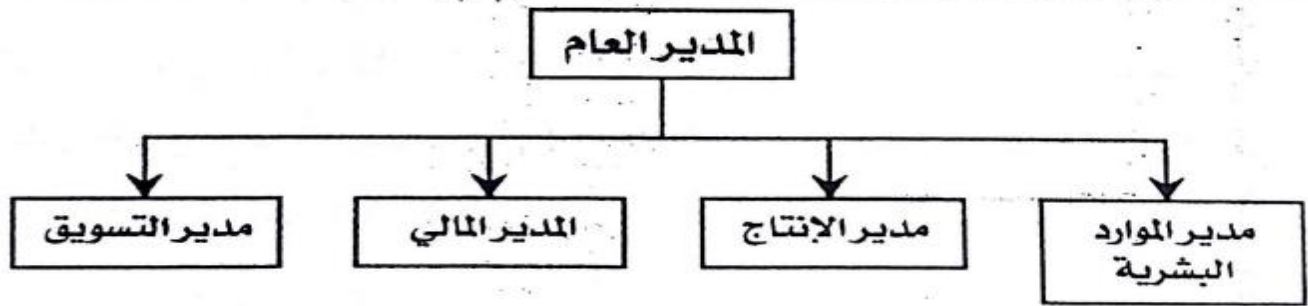 المدير العام
مدير الموارد
البشرية
مدير الإنتاج
المدير المالي
مدير التسويق